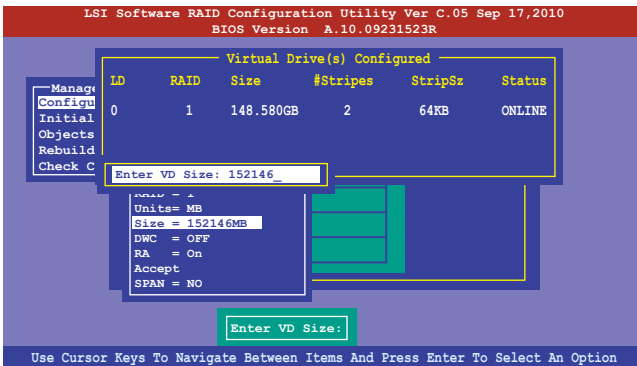 LSI Software RAID Configuration Utility Ver C.05 Sep 17,2010
BIOS Version A.10.09231523R
Virtual Drive(s) Configured
LD RAID Size #Stripes StripSz Status
0 1 148.580GB 2 64KB ONLINE
Manage
Configu
Initial
Objects
Rebuild
Check C
Enter VD Size: 152146_
RAID = 1
Units= MB
Size = 152146MB
DWC = OFF
RA = On
Accept
SPAN = NO
Enter VD Size:
Use Cursor Keys To Navigate Between Items And Press Enter To Select An Option